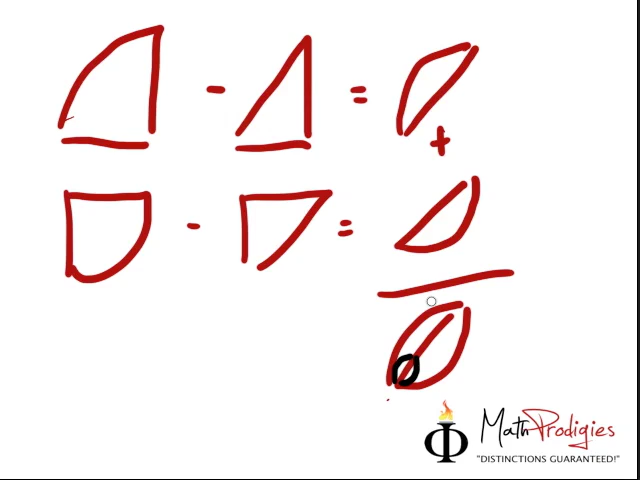 - =
+
- =
Φ MathProdigies
"DISTINCTIONS GUARANTEED!"